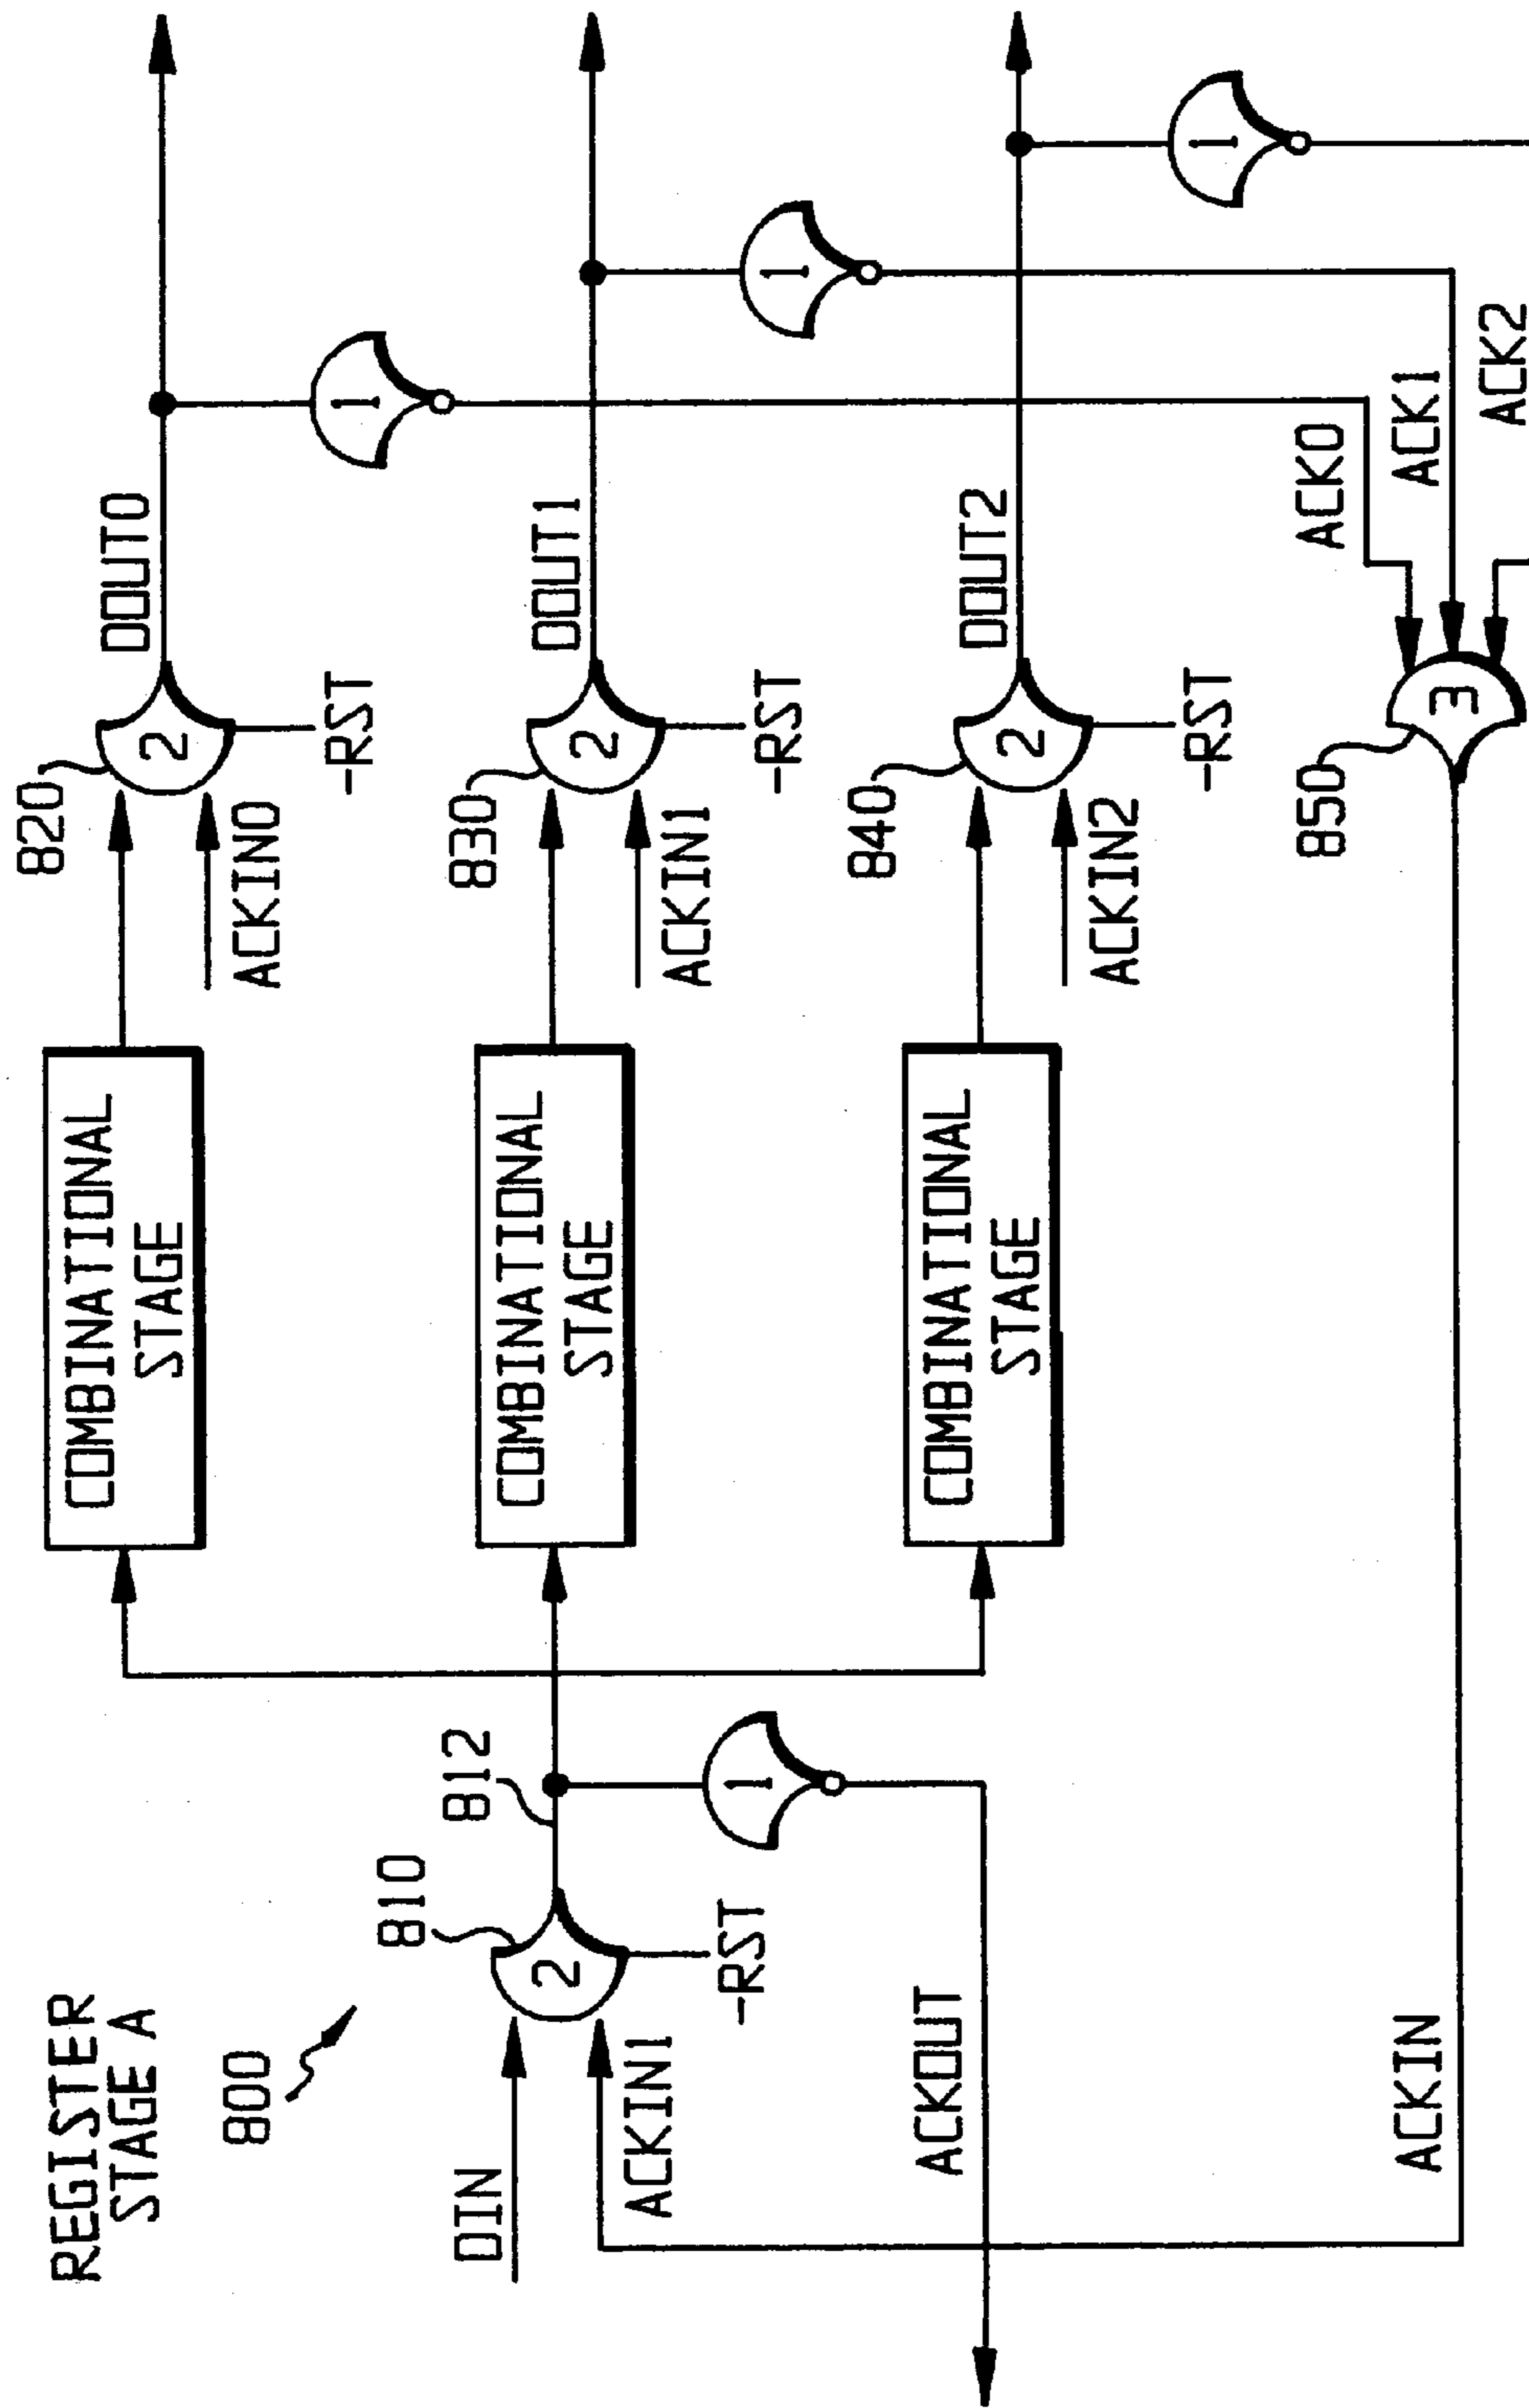 REGISTER
STAGE A
800
DIN
ACKIN1
810
2
-RST
812
1
ACKOUT
ACKIN
COMBINATIONAL
STAGE
COMBINATIONAL
STAGE
COMBINATIONAL
STAGE
820
2
ACKIN0
-RST
DOUT0
1
830
2
ACKIN1
-RST
DOUT1
1
840
2
ACKIN2
-RST
DOUT2
1
850
3
ACK0
ACK1
ACK2